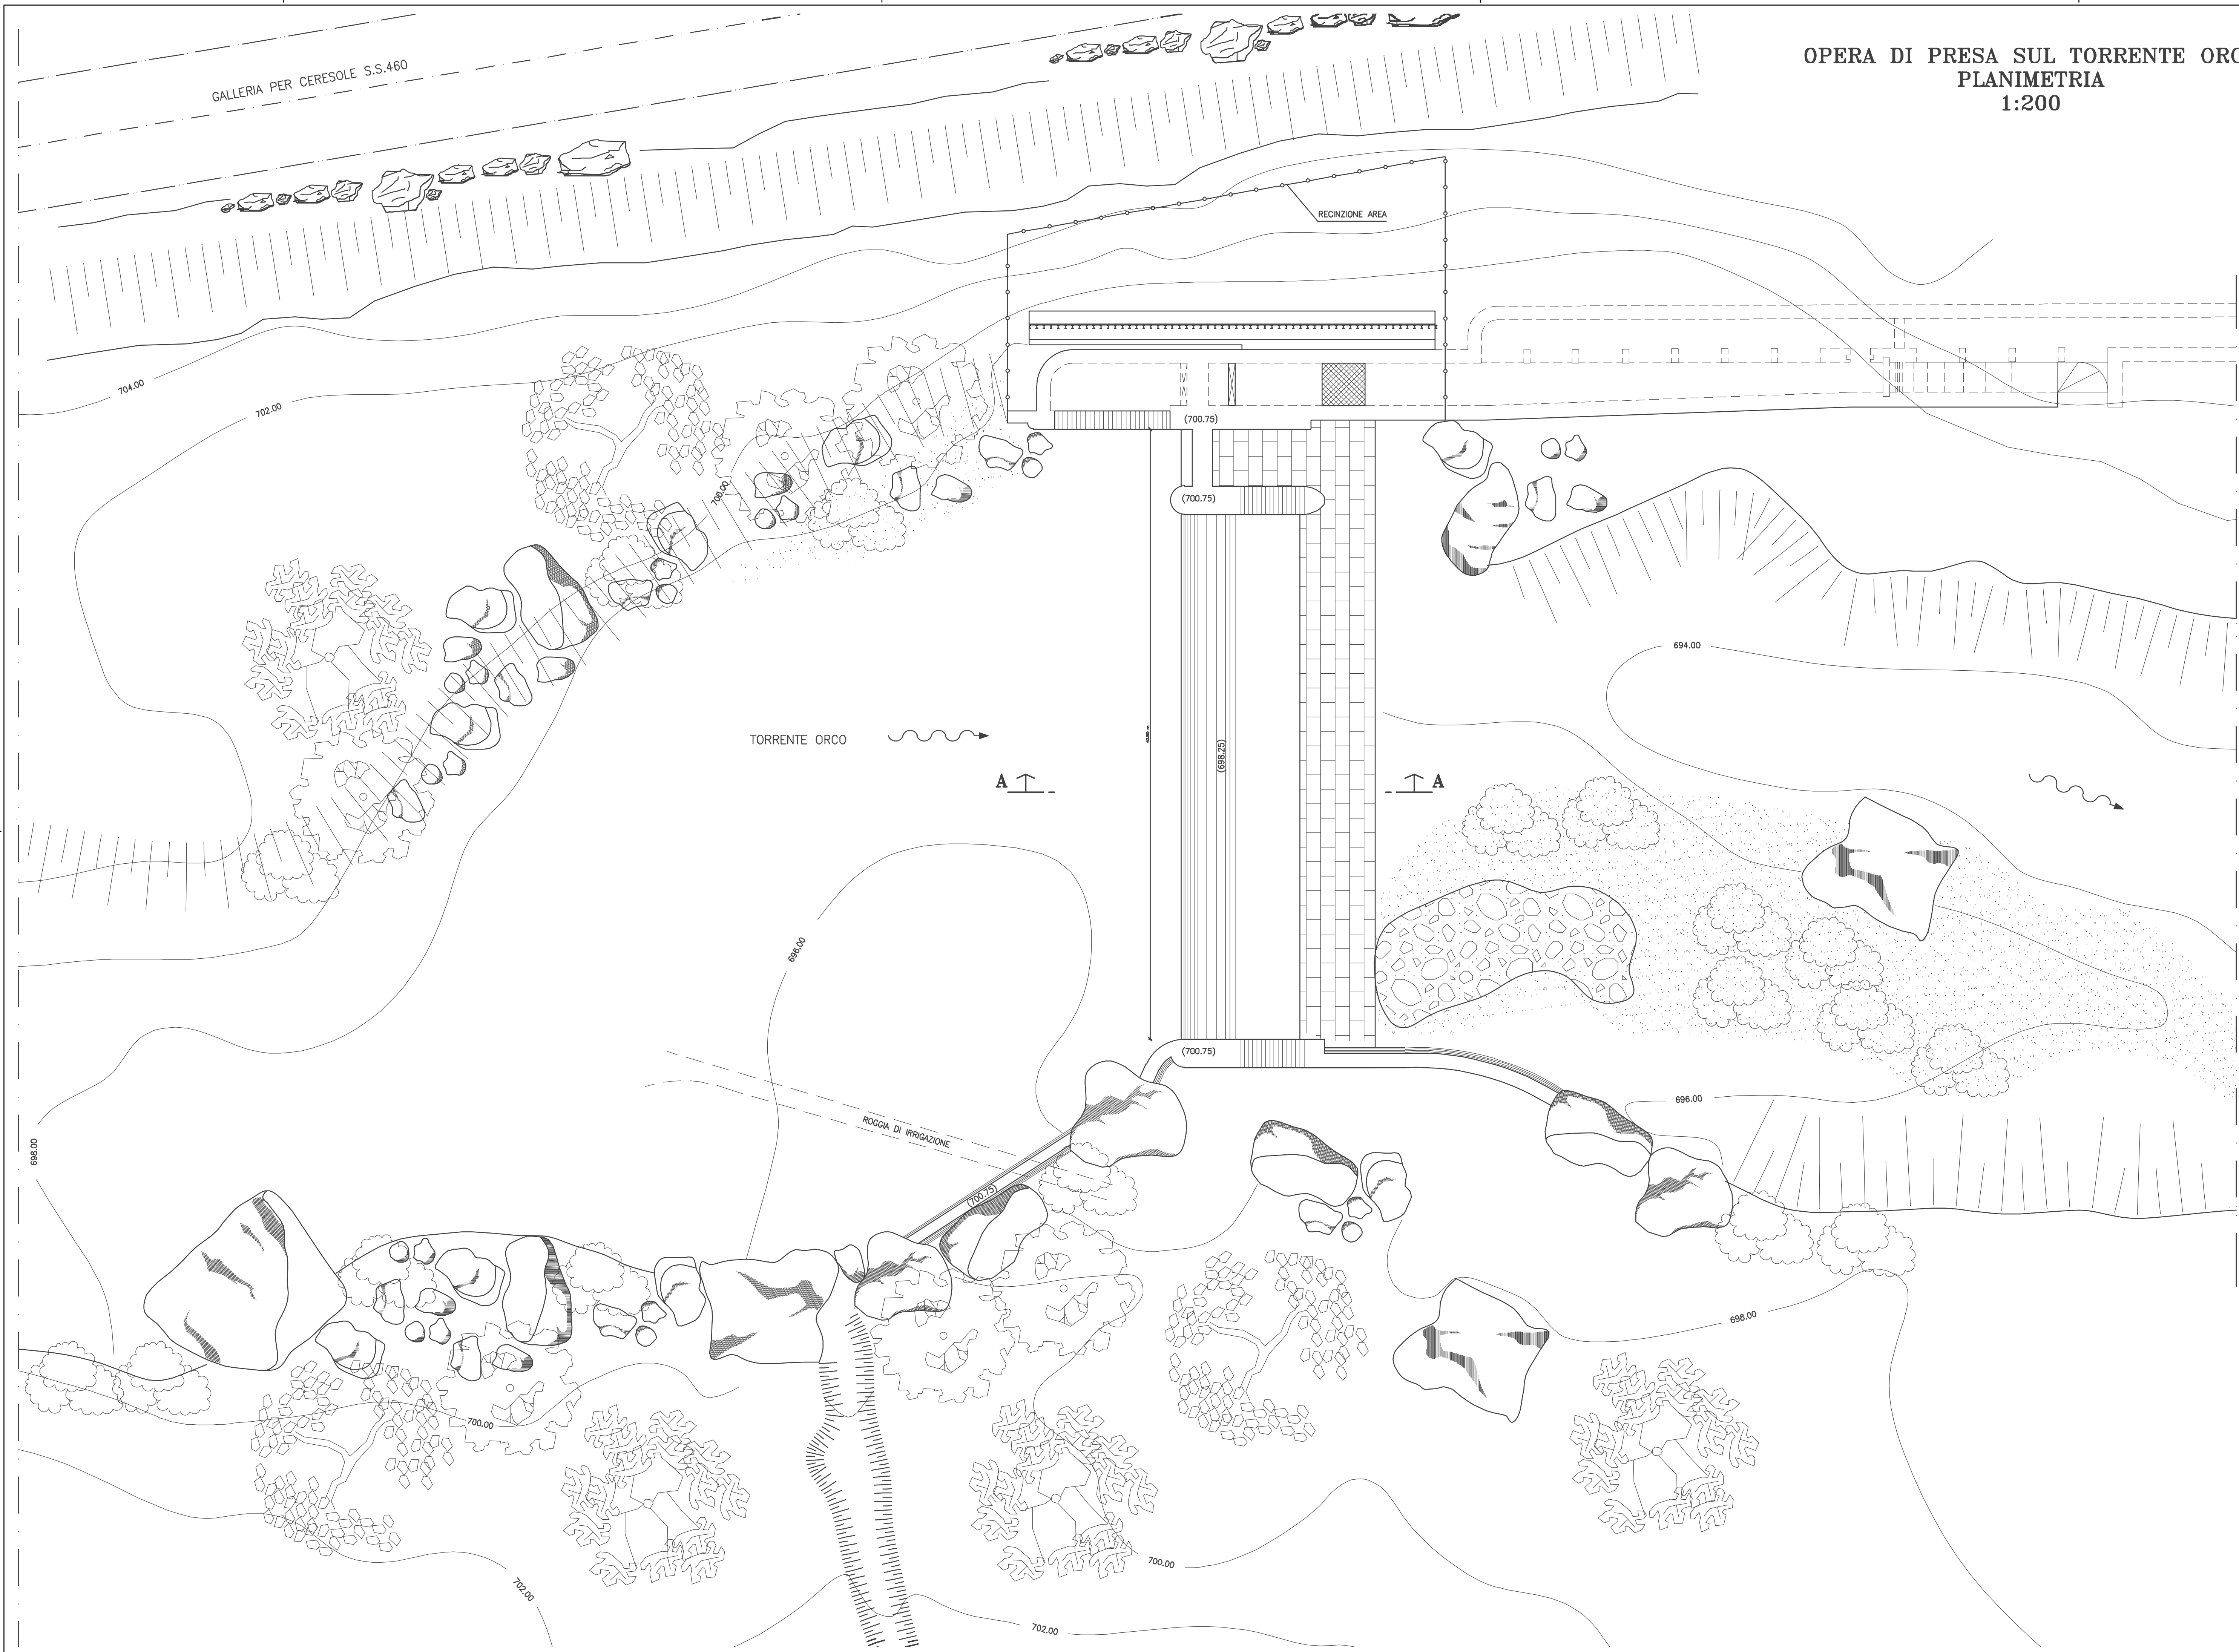 OPERA DI PRESA SUL TORRENTE ORC
PLANIMETRIA
1:200
GALLERIA PER CERESOLE S.S.460
RECINZIONE AREA
704.00
702.00
(700.75)
700.00
(700.75)
694.00
TORRENTE ORCO
(698.25)
A
A
696.00
(700.75)
696.00
ROGGIA DI IRRIGAZIONE
698.00
(700.75)
698.00
700.00
700.00
702.00
702.00